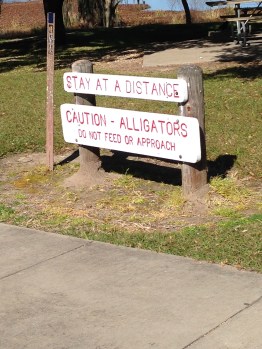 STAY AT A DISTANCE
CAUTION - ALLIGATORS
DO NOT FEED OR APPROACH